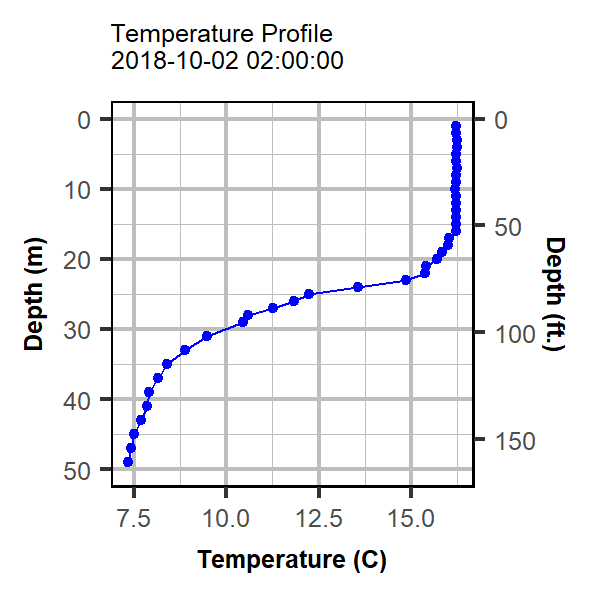 Temperature Profile
2018-10-02 02:00:00
0
10
20
30
40
50
Depth (m)
0
50
100
150
Depth (ft.)
7.5 10.0 12.5 15.0
Temperature (C)